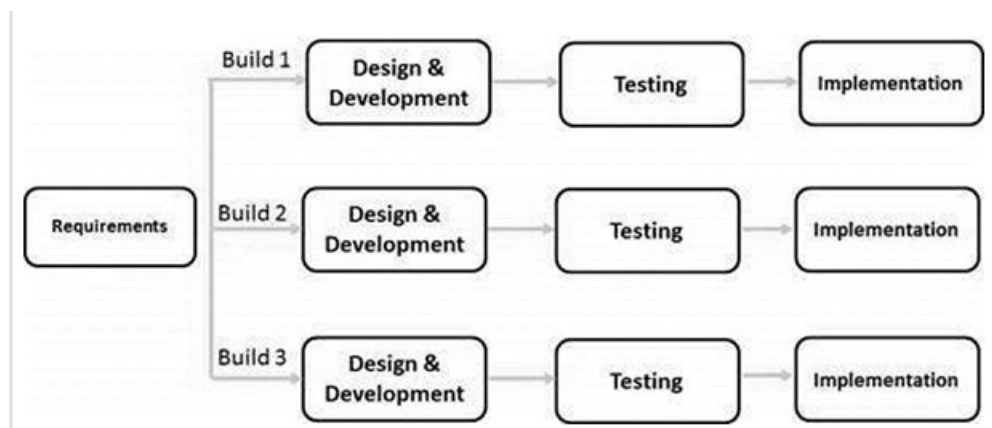 Build 1
Design &
Development
Testing
Implementation
Requirements
Build 2
Design &
Development
Testing
Implementation
Build 3
Design &
Development
Testing
Implementation